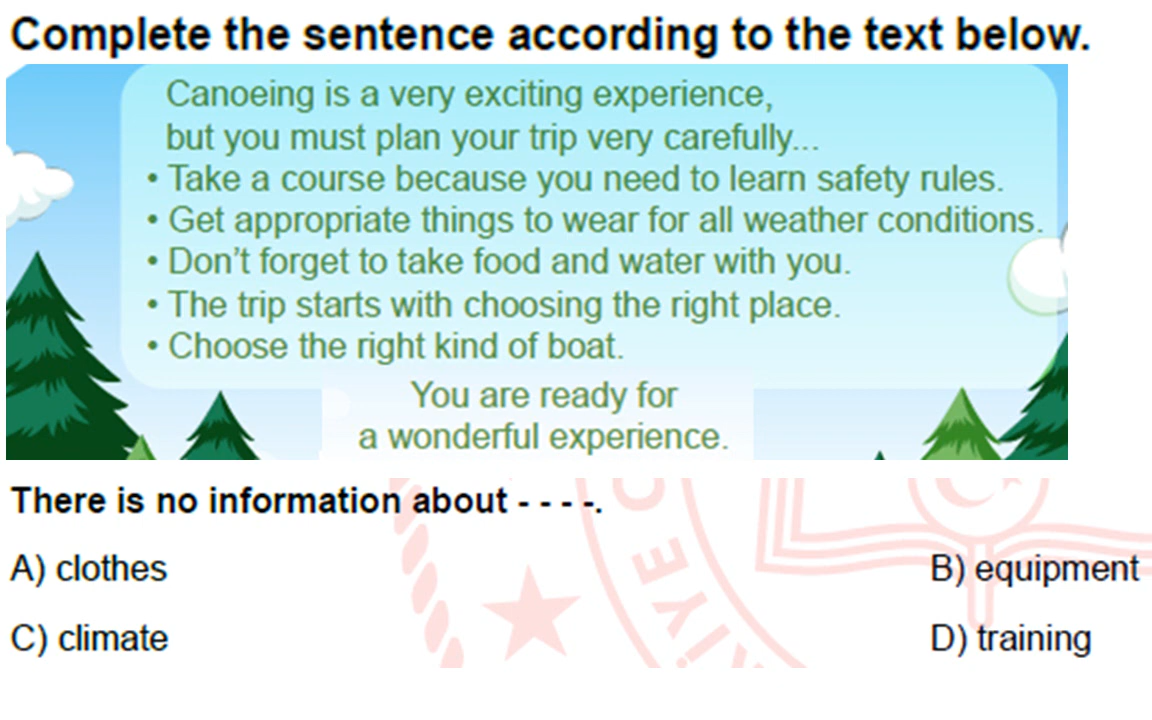 Complete the sentence according to the text below.
Canoeing is a very exciting experience,
but you must plan your trip very carefully...
• Take a course because you need to learn safety rules.
• Get appropriate things to wear for all weather conditions.
• Don't forget to take food and water with you.
• The trip starts with choosing the right place.
• Choose the right kind of boat.
You are ready for
a wonderful experience.
There is no information about - - - -.
A) clothes
B) equipment
C) climate
D) training